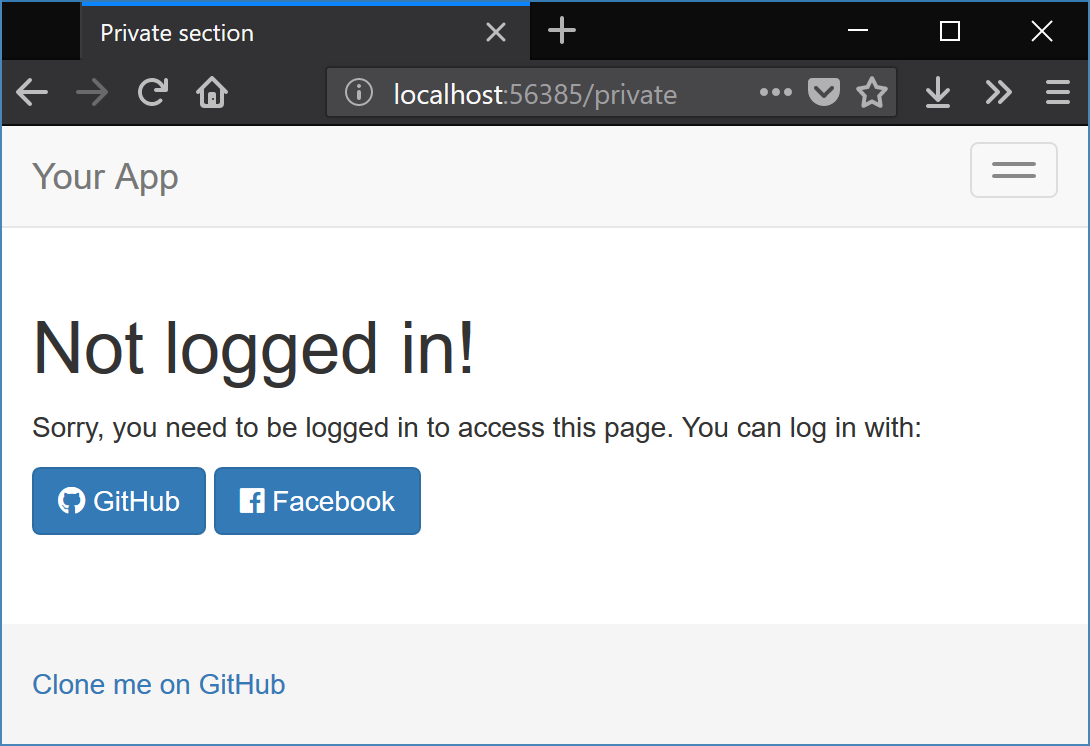 Private section
localhost:56385/private
Your App
Not logged in!
Sorry, you need to be logged in to access this page. You can log in with:
GitHub Facebook
Clone me on GitHub